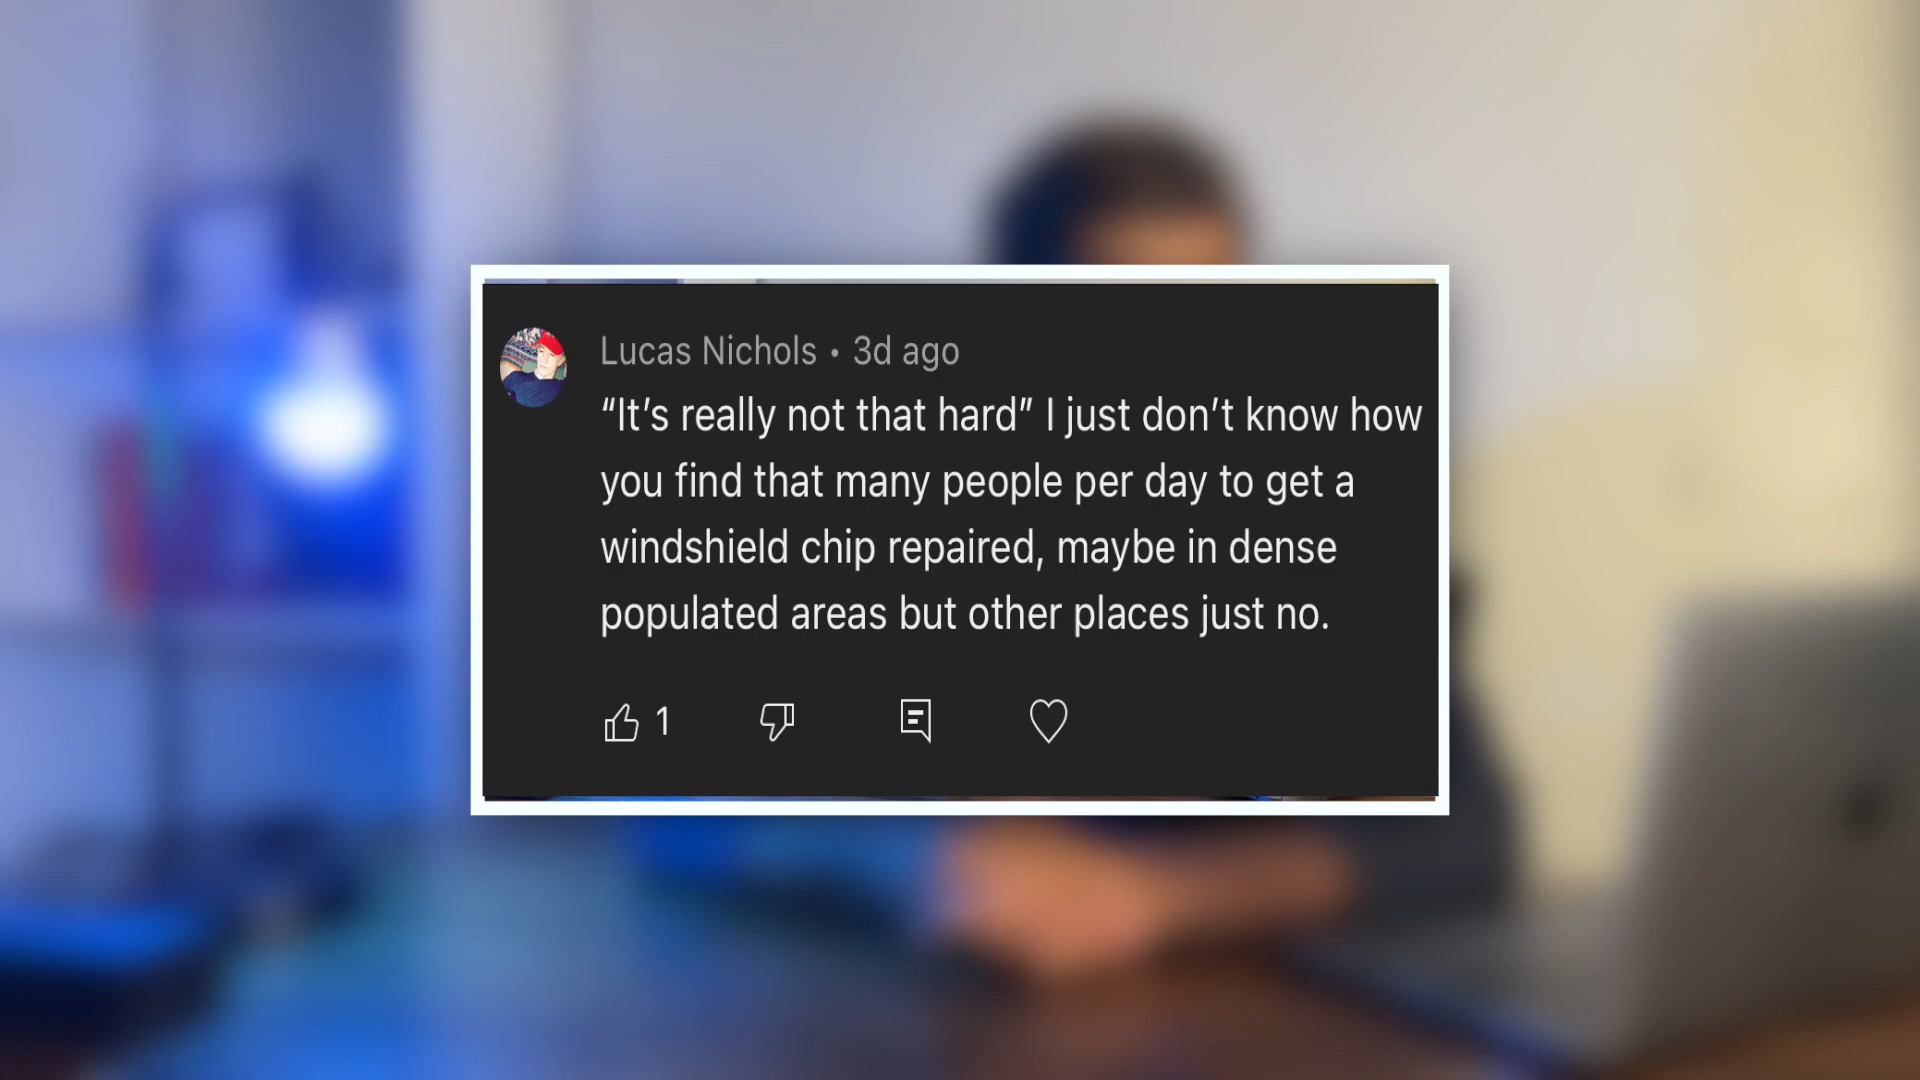 Lucas Nichols • 3d ago
“It’s really not that hard” I just don’t know how
you find that many people per day to get a
windshield chip repaired, maybe in dense
populated areas but other places just no.
1